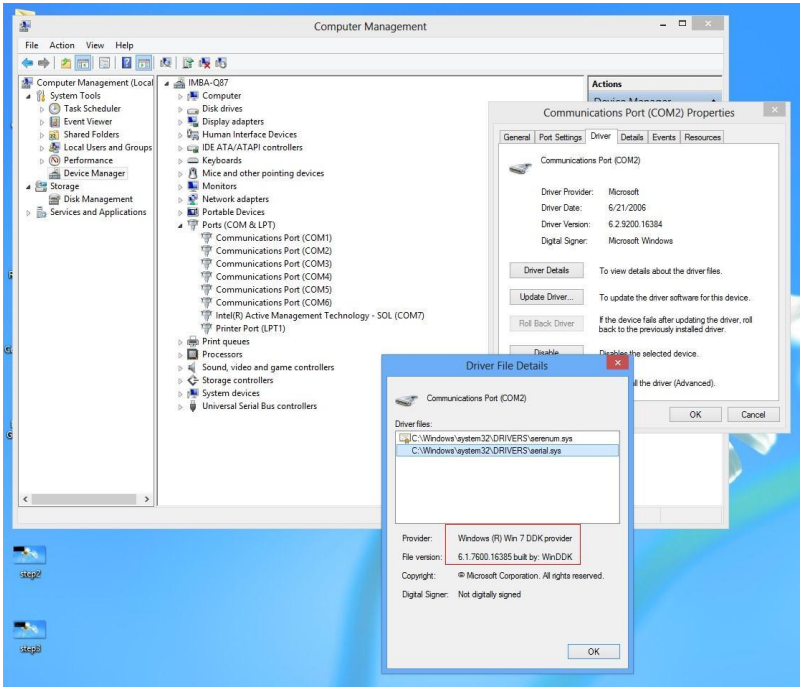 Computer Management
File Action View Help
Computer Management (Local
System Tools
Task Scheduler
Event Viewer
Shared Folders
Local Users and Groups
Performance
Device Manager
Storage
Disk Management
Services and Applications
IMBA-Q87
Computer
Disk drives
Display adapters
Human Interface Devices
IDE ATA/ATAPI controllers
Keyboards
Mice and other pointing devices
Monitors
Network adapters
Portable Devices
Ports (COM & LPT)
Communications Port (COM1)
Communications Port (COM2)
Communications Port (COM3)
Communications Port (COM4)
Communications Port (COM5)
Communications Port (COM6)
Intel(R) Active Management Technology - SOL (COM7)
Printer Port (LPT1)
Print queues
Processors
Sound, video and game controllers
Storage controllers
System devices
Universal Serial Bus controllers
Actions
Device Manager
Communications Port (COM2) Properties
General Port Settings Driver Details Events Resources
Communications Port (COM2)
Driver Provider: Microsoft
Driver Date: 6/21/2006
Driver Version: 6.2.9200.16384
Digital Signer: Microsoft Windows
Driver Details To view details about the driver files.
Update Driver... To update the driver software for this device.
Roll Back Driver If the device fails after updating the driver, roll
back to the previously installed driver.
Disable Disables the selected device.
the driver (Advanced).
OK Cancel
Driver File Details
Communications Port (COM2)
Driver files:
C:\Windows\system32\DRIVERS\serenum.sys
C:\Windows\system32\DRIVERS\serial.sys
Provider: Windows (R) Win 7 DDK provider
File version: 6.1.7600.16385 built by: WinDDK
Copyright: © Microsoft Corporation. All rights reserved.
Digital Signer: Not digitally signed
OK
step2
step3